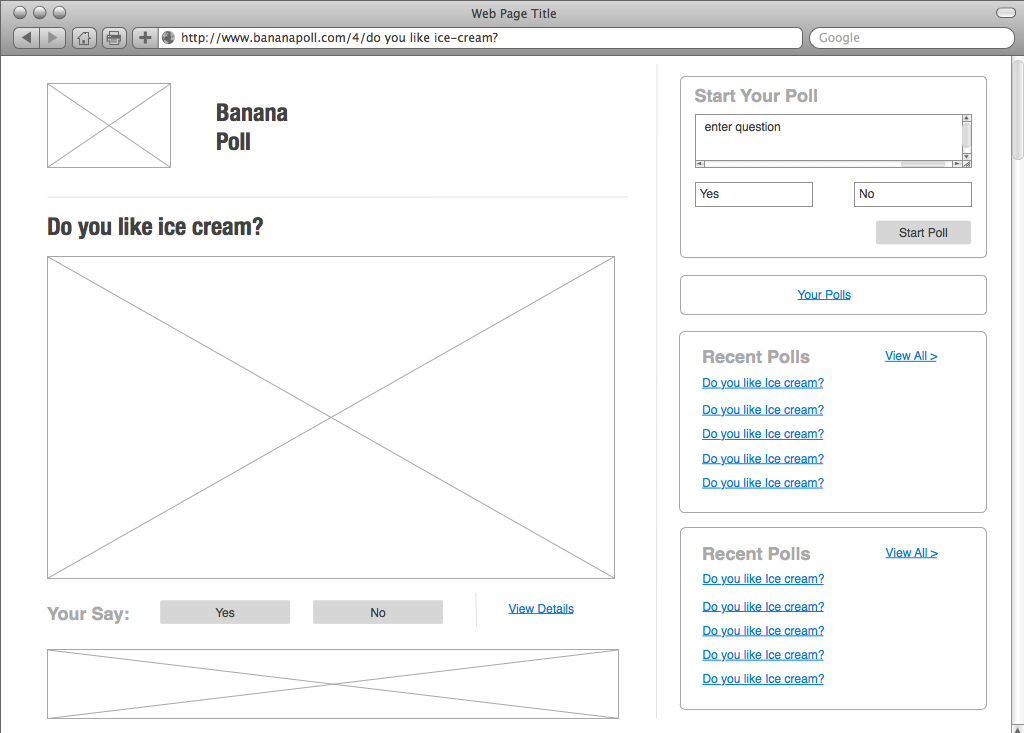 Web Page Title
http://www.bananapoll.com/4/do you like ice-cream?
Google
Banana
Poll
Do you like ice cream?
Your Say:
Yes
No
View Details
Start Your Poll
enter question
Yes
No
Start Poll
Your Polls
Recent Polls
View All >
Do you like Ice cream?
Do you like Ice cream?
Do you like Ice cream?
Do you like Ice cream?
Do you like Ice cream?
Recent Polls
View All >
Do you like Ice cream?
Do you like Ice cream?
Do you like Ice cream?
Do you like Ice cream?
Do you like Ice cream?